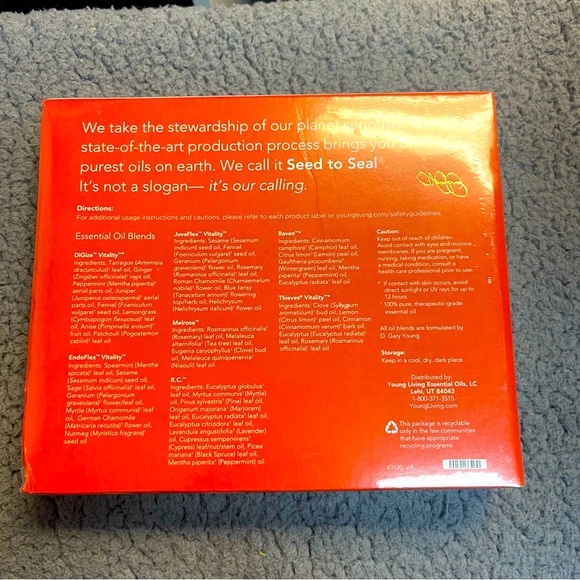 We take the stewardship of our planet seriously.
state-of-the-art production process brings you the
purest oils on earth. We call it Seed to Seal
It's not a slogan— it's our calling.
Directions:
For additional usage instructions and cautions, please refer to each product label or youngliving.com/safetyguidelines.
Essential Oil Blends
DiGize™ Vitality™
Ingredients: Tarragon (Artemisia
dracunculus)† leaf oil, Ginger
(Zingiber officinale)† root oil,
Peppermint (Mentha piperita)†
aerial parts oil, Juniper
(Juniperus osteosperma)† aerial
parts oil, Fennel (Foeniculum
vulgare)† seed oil, Lemongrass
(Cymbopogon flexuosus)† leaf
oil, Anise (Pimpinella anisum)†
fruit oil, Patchouli (Pogostemon
cablin)† leaf oil
EndoFlex™ Vitality™
Ingredients: Spearmint (Mentha
spicata)† leaf oil, Sesame
(Sesamum indicum) seed oil,
Sage (Salvia officinalis)† leaf oil,
Geranium (Pelargonium
graveolens)† flower/leaf oil,
Myrtle (Myrtus communis)† leaf
oil, German Chamomile
(Matricaria recutita)† flower oil,
Nutmeg (Myristica fragrans)†
seed oil
JuvaFlex™ Vitality™
Ingredients: Sesame (Sesamum
indicum) seed oil, Fennel
(Foeniculum vulgare)† seed oil,
Geranium (Pelargonium
graveolens)† flower/leaf oil, Rosemary
(Rosmarinus officinalis)† leaf oil,
Roman Chamomile (Chamaemelum
nobile)† flower oil, Blue tansy
(Tanacetum annuum)† flowering
top/herb oil, Helichrysum
(Helichrysum italicum)† flower oil
Melrose™
Ingredients: Rosmarinus officinalis†
(Rosemary) leaf oil, Melaleuca
alternifolia† (Tea tree) leaf oil,
Eugenia caryophyllus† (Clove) bud
oil, Melaleuca quinquenervia†
(Niaouli) leaf oil
R.C.™
Ingredients: Eucalyptus globulus†
leaf oil, Myrtus communis† (Myrtle)
oil, Pinus sylvestris† (Pine) leaf oil,
Origanum majorana† (Marjoram)
leaf oil, Eucalyptus radiata† leaf oil,
Eucalyptus citriodora† leaf oil,
Lavandula angustifolia† (Lavender)
oil, Cupressus sempervirens†
(Cypress) leaf/nut/stem oil, Picea
mariana† (Black Spruce) leaf oil,
Mentha piperita† (Peppermint) oil
Raven™*
Ingredients: Cinnamomum
camphora† (Camphor) leaf oil,
Citrus limon† (Lemon) peel oil,
Gaultheria procumbens†
(Wintergreen) leaf oil, Mentha
piperita† (Peppermint) oil,
Eucalyptus radiata† leaf oil
Thieves® Vitality™*
Ingredients: Clove (Syzygium
aromaticum)† bud oil, Lemon
(Citrus limon)† peel oil, Cinnamon
(Cinnamomum verum)† bark oil,
Eucalyptus (Eucalyptus radiata)†
leaf oil, Rosemary (Rosmarinus
officinalis)† leaf oil
Caution:
Keep out of reach of children.
Avoid contact with eyes and mucous
membranes. If you are pregnant,
nursing, taking medication, or have
a medical condition, consult a
health care professional prior to use.
* If contact with skin occurs, avoid
direct sunlight or UV rays for up to
12 hours
†100% pure, therapeutic-grade
essential oil
All oil blends are formulated by
D. Gary Young
Storage:
Keep in a cool, dry, dark place.
Distributed by:
Young Living Essential Oils, LC
Lehi, UT 84043
1-800-371-3515
YoungLiving.com
This package is recyclable
only in the few communities
that have appropriate
recycling programs